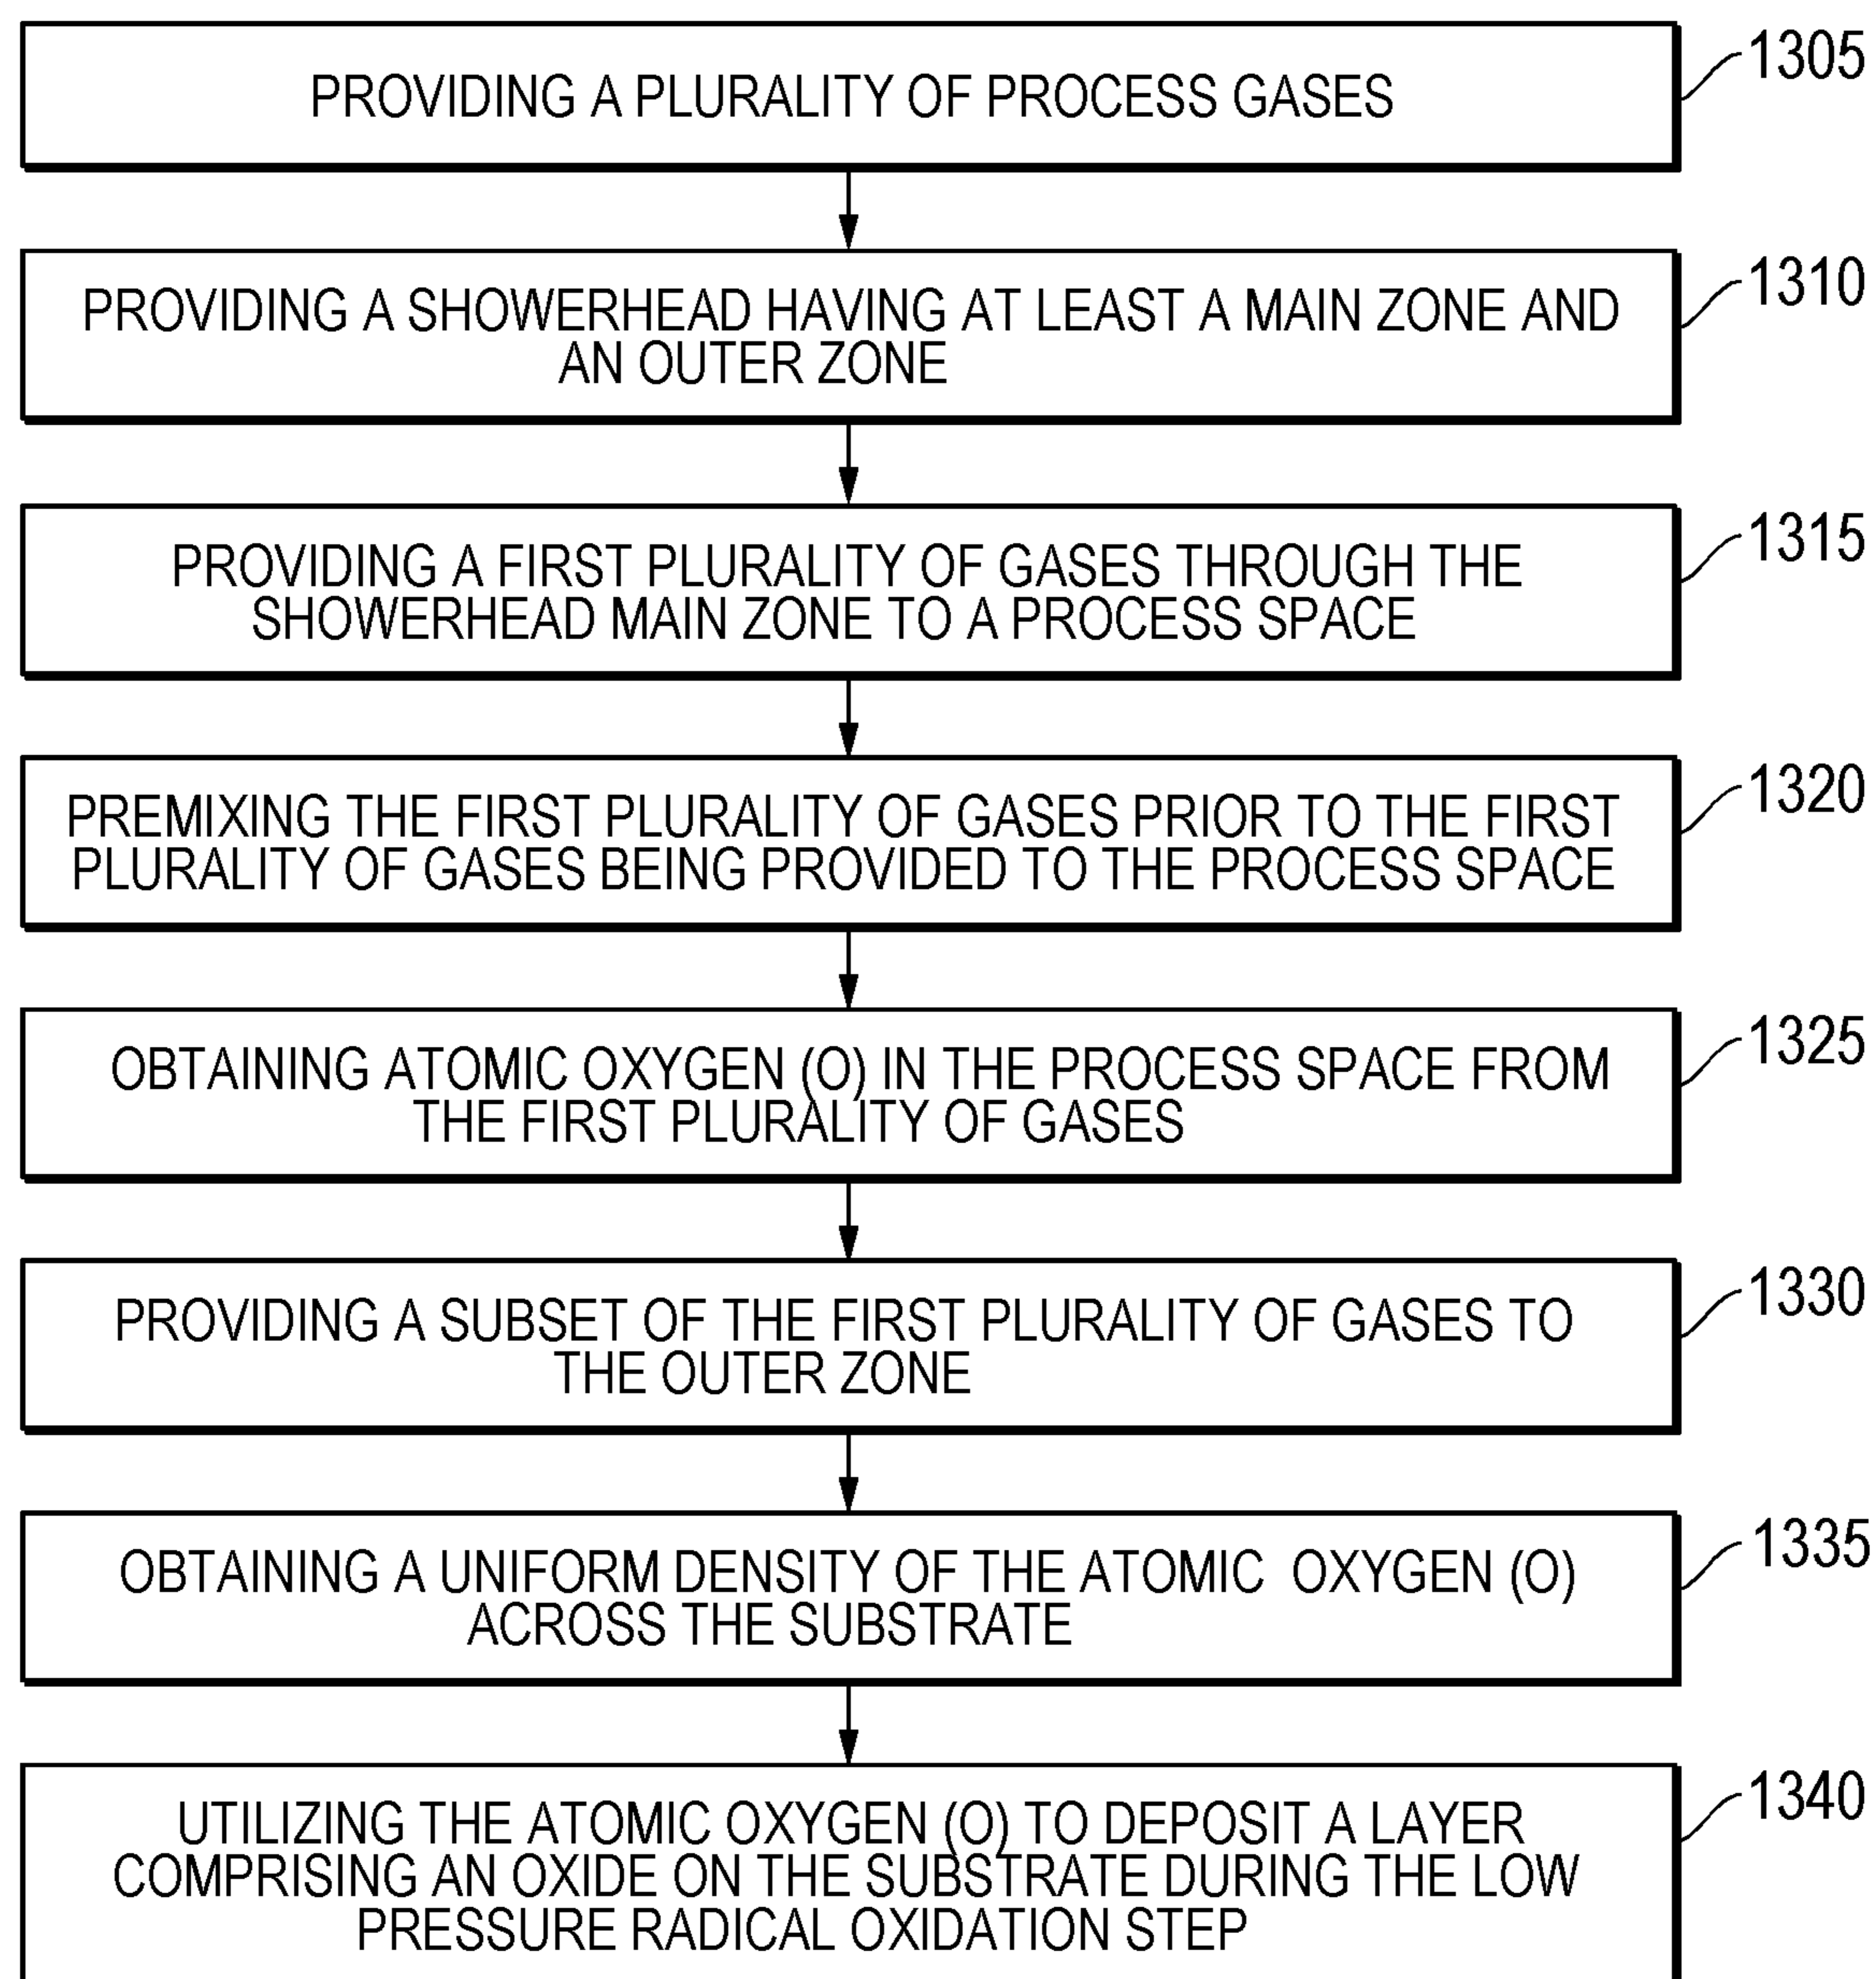 PROVIDING A PLURALITY OF PROCESS GASES
1305
PROVIDING A SHOWERHEAD HAVING AT LEAST A MAIN ZONE AND
AN OUTER ZONE
1310
PROVIDING A FIRST PLURALITY OF GASES THROUGH THE
SHOWERHEAD MAIN ZONE TO A PROCESS SPACE
1315
PREMIXING THE FIRST PLURALITY OF GASES PRIOR TO THE FIRST
PLURALITY OF GASES BEING PROVIDED TO THE PROCESS SPACE
1320
OBTAINING ATOMIC OXYGEN (O) IN THE PROCESS SPACE FROM
THE FIRST PLURALITY OF GASES
1325
PROVIDING A SUBSET OF THE FIRST PLURALITY OF GASES TO
THE OUTER ZONE
1330
OBTAINING A UNIFORM DENSITY OF THE ATOMIC OXYGEN (O)
ACROSS THE SUBSTRATE
1335
UTILIZING THE ATOMIC OXYGEN (O) TO DEPOSIT A LAYER
COMPRISING AN OXIDE ON THE SUBSTRATE DURING THE LOW
PRESSURE RADICAL OXIDATION STEP
1340